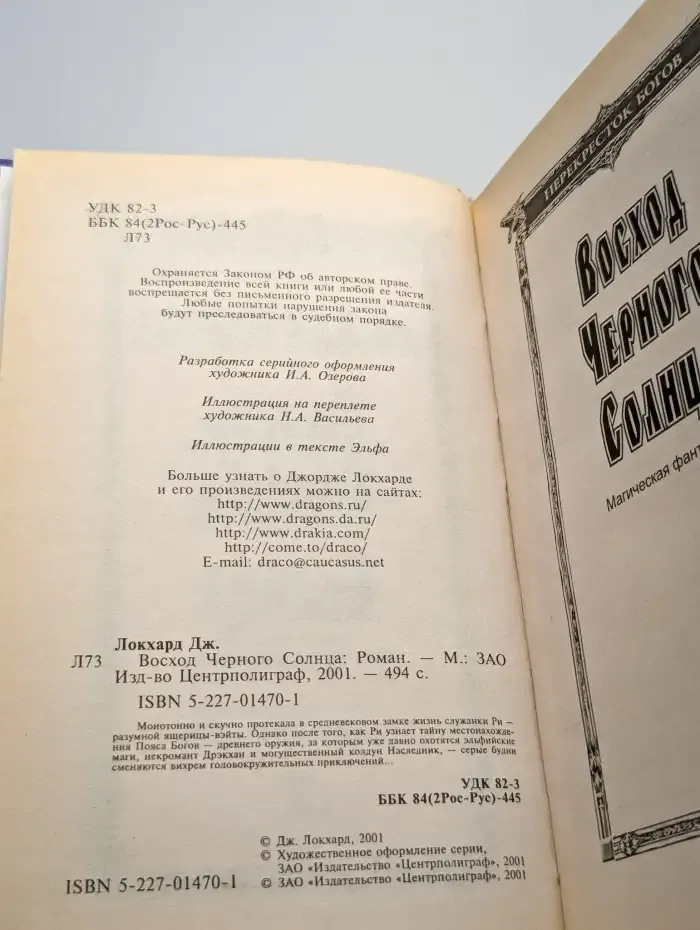 УДК 82-3
ББК 84(2Рос-Рус)-445
Л73
Охраняется Законом РФ об авторском праве.
Воспроизведение всей книги или любой ее части
воспрещается без письменного разрешения издателя.
Любые попытки нарушения закона
будут преследоваться в судебном порядке.
Разработка серийного оформления
художника И.А. Озерова
Иллюстрация на переплете
художника Н.А. Васильева
Иллюстрации в тексте Эльфа
Больше узнать о Джордже Локхарде
и его произведениях можно на сайтах:
http://www.dragons.ru/
http://www.dragons.da.ru/
http://www.drakia.com/
http://come.to/draco/
E-mail: draco@caucasus.net
Локхард Дж.
Л73 Восход Черного Солнца: Роман. — М.: ЗАО
Изд-во Центрполиграф, 2001. — 494 с.
ISBN 5-227-01470-1
Монотонно и скучно протекала в средневековом замке жизнь служанки Ри —
разумной ящерицы-вэйты. Однако после того, как Ри узнает тайну местонахожде-
ния Пояса Богов — древнего оружия, за которым уже давно охотятся эльфийские
маги, некромант Дрэкхан и могущественный колдун Наследник, — серые будни
сменяются вихрем головокружительных приключений...
УДК 82-3
ББК 84(2Рос-Рус)-445
© Дж. Локхард, 2001
© Художественное оформление серии,
ЗАО «Издательство «Центрполиграф», 2001
ISBN 5-227-01470-1 © ЗАО «Издательство «Центрполиграф», 2001
ПЕРЕКРЕСТОК БОГОВ
Восход
Черного
Солнц
Магическая фант